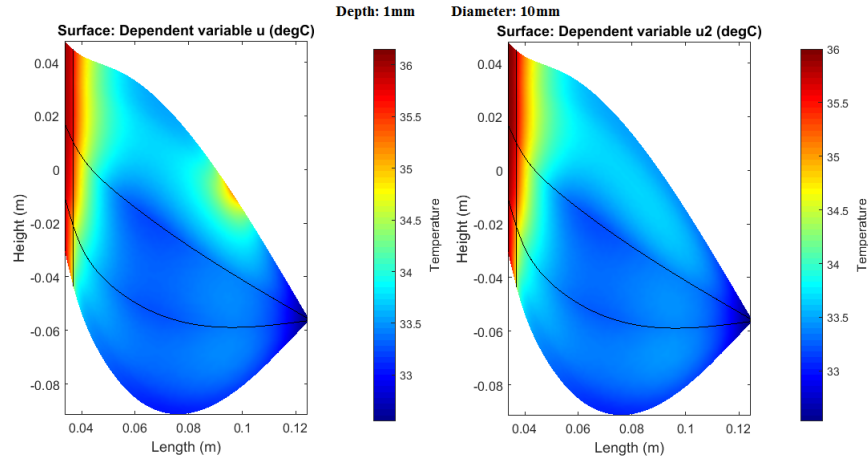 Depth: 1mm Diameter: 10mm
Surface: Dependent variable u (degC)
0.04
0.02
0
-0.02
-0.04
-0.06
-0.08
Height (m)
0.04 0.06 0.08 0.1 0.12
Length (m)
36
35.5
35
34.5
34
33.5
33
Temperature
Surface: Dependent variable u2 (degC)
0.04
0.02
0
-0.02
-0.04
-0.06
-0.08
Height (m)
0.04 0.06 0.08 0.1 0.12
Length (m)
36
35.5
35
34.5
34
33.5
33
Temperature